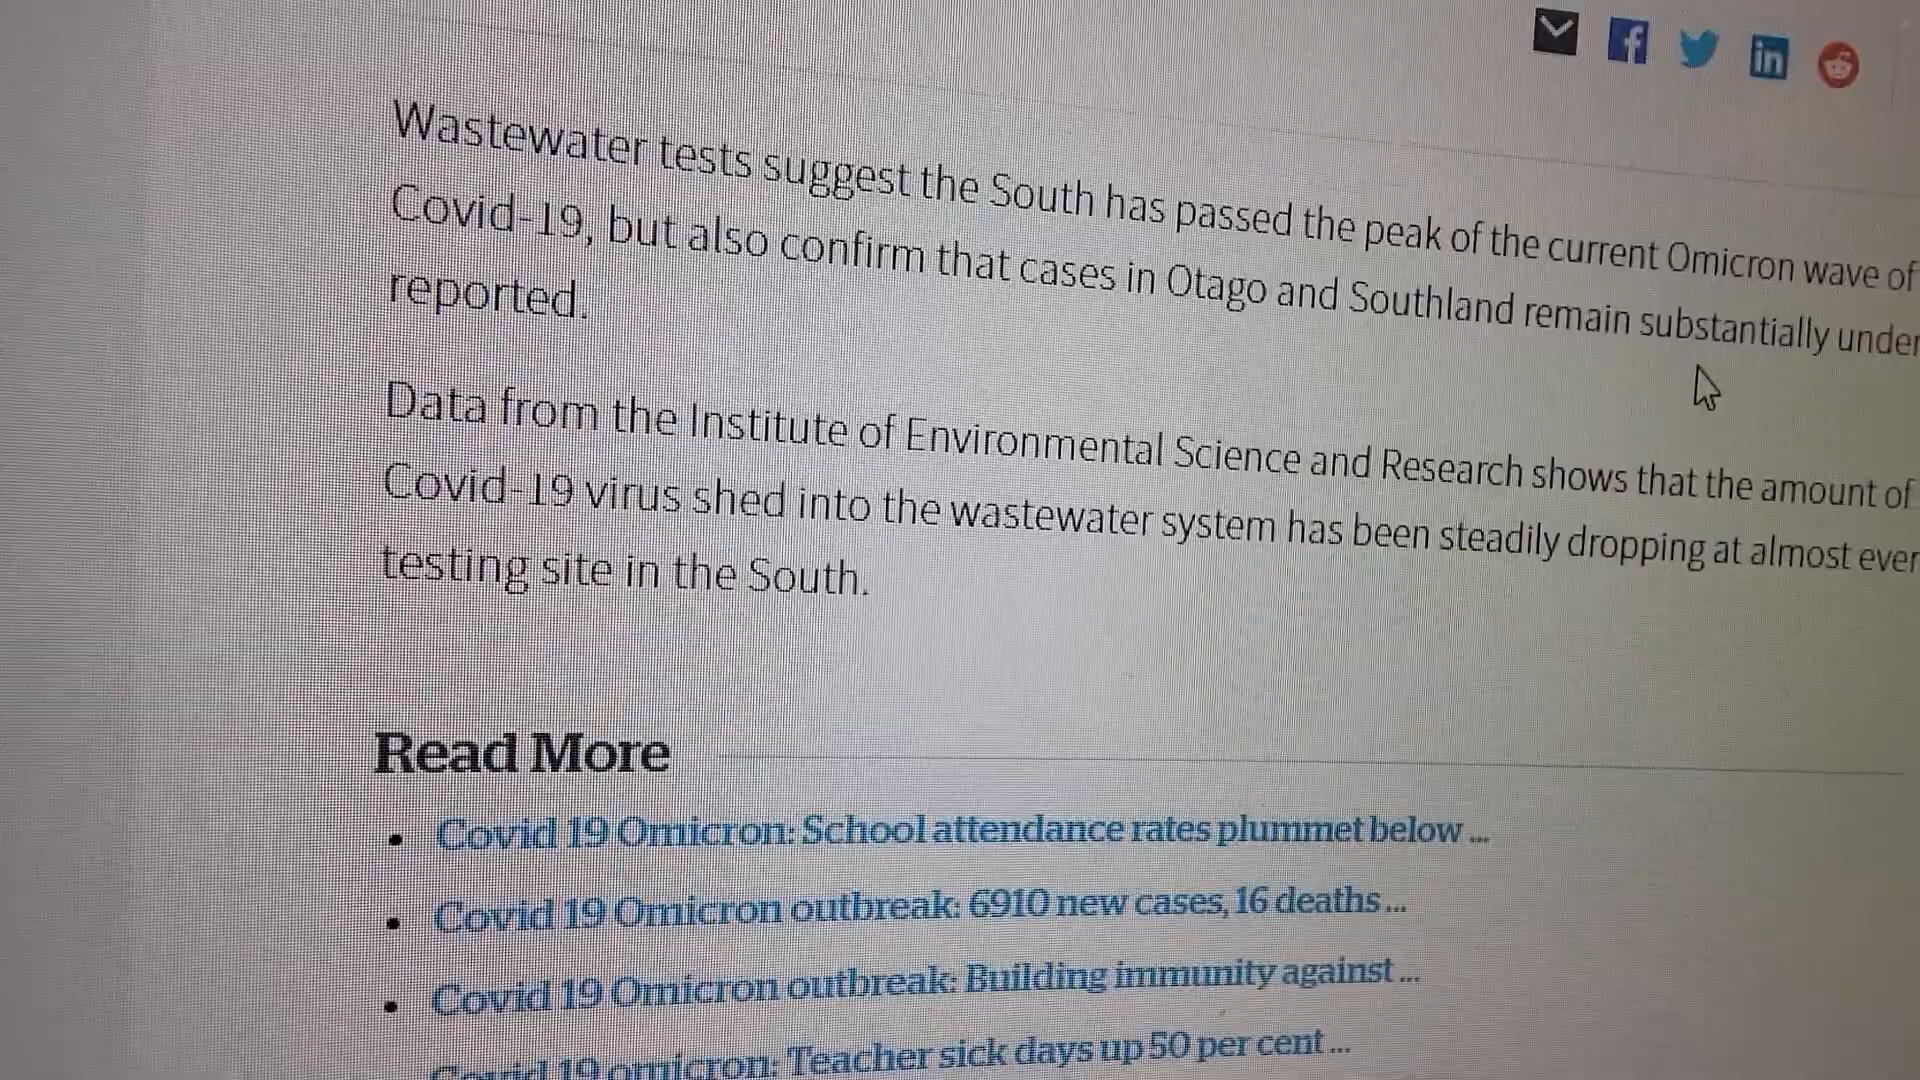 Wastewater tests suggest the South has passed the peak of the current Omicron wave of
Covid-19, but also confirm that cases in Otago and Southland remain substantially under
reported.
Data from the Institute of Environmental Science and Research shows that the amount of
Covid-19 virus shed into the wastewater system has been steadily dropping at almost ever
testing site in the South.
Read More
• Covid 19 Omicron: School attendance rates plummet below ...
• Covid 19 Omicron outbreak: 6910 new cases, 16 deaths ...
• Covid 19 Omicron outbreak: Building immunity against ...
Covid 19 omicron: Teacher sick days up 50 per cent ...